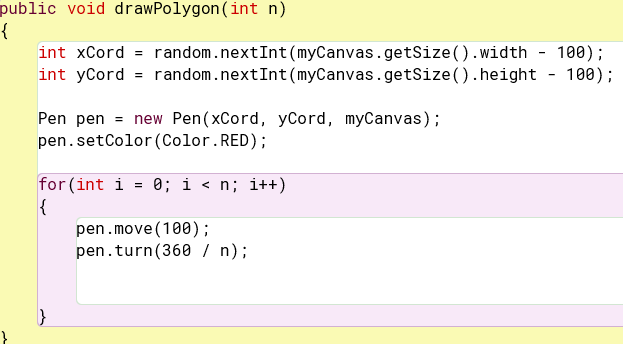 public void drawPolygon(int n)
{
int xCord = random.nextInt(myCanvas.getSize().width - 100);
int yCord = random.nextInt(myCanvas.getSize().height - 100);
Pen pen = new Pen(xCord, yCord, myCanvas);
pen.setColor(Color.RED);
for(int i = 0; i < n; i++)
{
pen.move(100);
pen.turn(360 / n);
}
}